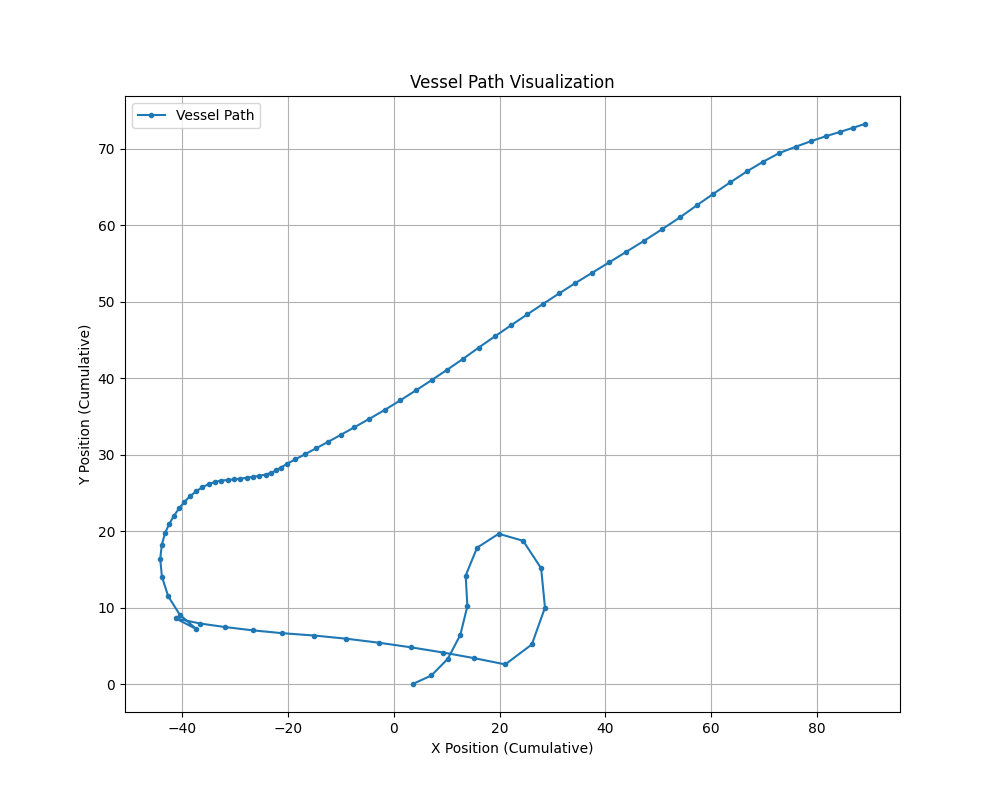 Vessel Path Visualization
Vessel Path
Y Position (Cumulative)
70
60
50
40
30
20
10
0
−40 −20 0 20 40 60 80
X Position (Cumulative)